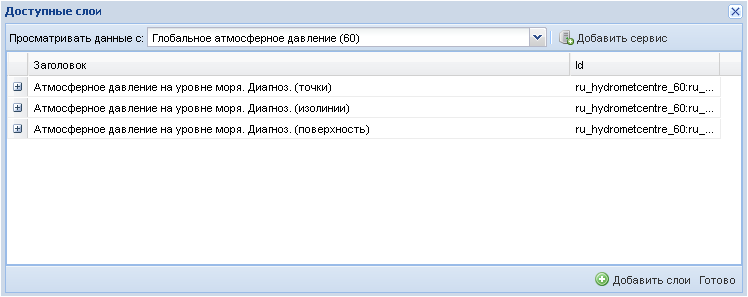 Доступные слои
Просматривать данные с: Глобальное атмосферное давление (60) Добавить сервис
Заголовок Id
Атмосферное давление на уровне моря. Диагноз. (точки) ru_hydrometcentre_60:ru_...
Атмосферное давление на уровне моря. Диагноз. (изолинии) ru_hydrometcentre_60:ru_...
Атмосферное давление на уровне моря. Диагноз. (поверхность) ru_hydrometcentre_60:ru_...
Добавить слои Готово